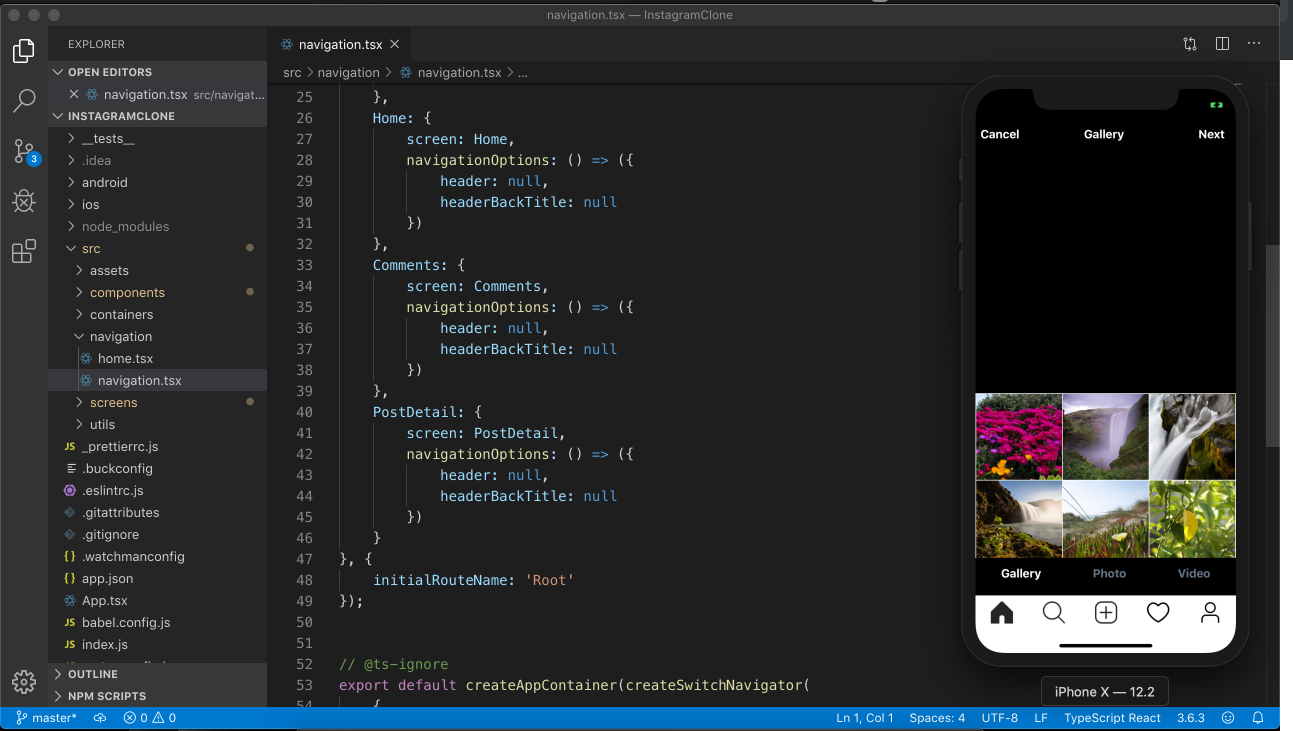 navigation.tsx — InstagramClone
EXPLORER
OPEN EDITORS
navigation.tsx src/navigat...
INSTAGRAMCLONE
__tests__
.idea
android
ios
node_modules
src
assets
components
containers
navigation
home.tsx
navigation.tsx
screens
utils
JS _prettierrc.js
.buckconfig
.eslintrc.js
.gitattributes
.gitignore
{} .watchmanconfig
{} app.json
App.tsx
JS babel.config.js
JS index.js
OUTLINE
NPM SCRIPTS
3
navigation.tsx
src > navigation > navigation.tsx > ...
25 },
26 Home: {
27 screen: Home,
28 navigationOptions: () => ({
29 header: null,
30 headerBackTitle: null
31 })
32 },
33 Comments: {
34 screen: Comments,
35 navigationOptions: () => ({
36 header: null,
37 headerBackTitle: null
38 })
39 },
40 PostDetail: {
41 screen: PostDetail,
42 navigationOptions: () => ({
43 header: null,
44 headerBackTitle: null
45 })
46 }
47 }, {
48 initialRouteName: 'Root'
49 });
50
51
52 // @ts-ignore
53 export default createAppContainer(createSwitchNavigator(
54 {
Cancel Gallery Next
Gallery Photo Video
iPhone X — 12.2
master* 0 0 Ln 1, Col 1 Spaces: 4 UTF-8 LF TypeScript React 3.6.3